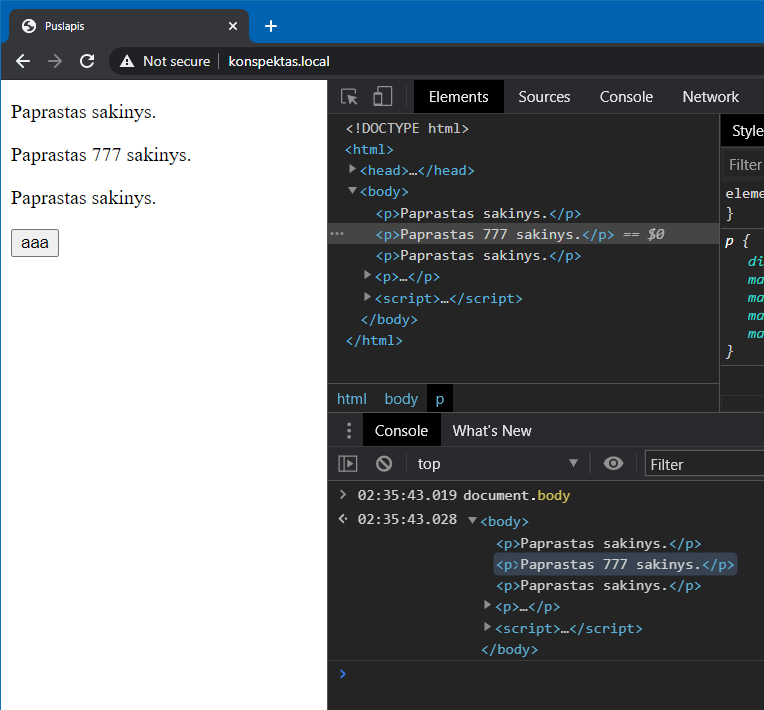 Puslapis
Not secure konspektas.local
Paprastas sakinys.
Paprastas 777 sakinys.
Paprastas sakinys.
aaa
Elements Sources Console Network
<!DOCTYPE html>
<html>
<head>…</head>
<body>
<p>Paprastas sakinys.</p>
<p>Paprastas 777 sakinys.</p> == $0
<p>Paprastas sakinys.</p>
<p>…</p>
<script>…</script>
</body>
</html>
Style
Filter
eleme
}
p {
di
ma
ma
ma
ma
}
html body p
Console What's New
top Filter
02:35:43.019 document.body
02:35:43.028 <body>
<p>Paprastas sakinys.</p>
<p>Paprastas 777 sakinys.</p>
<p>Paprastas sakinys.</p>
<p>…</p>
<script>…</script>
</body>